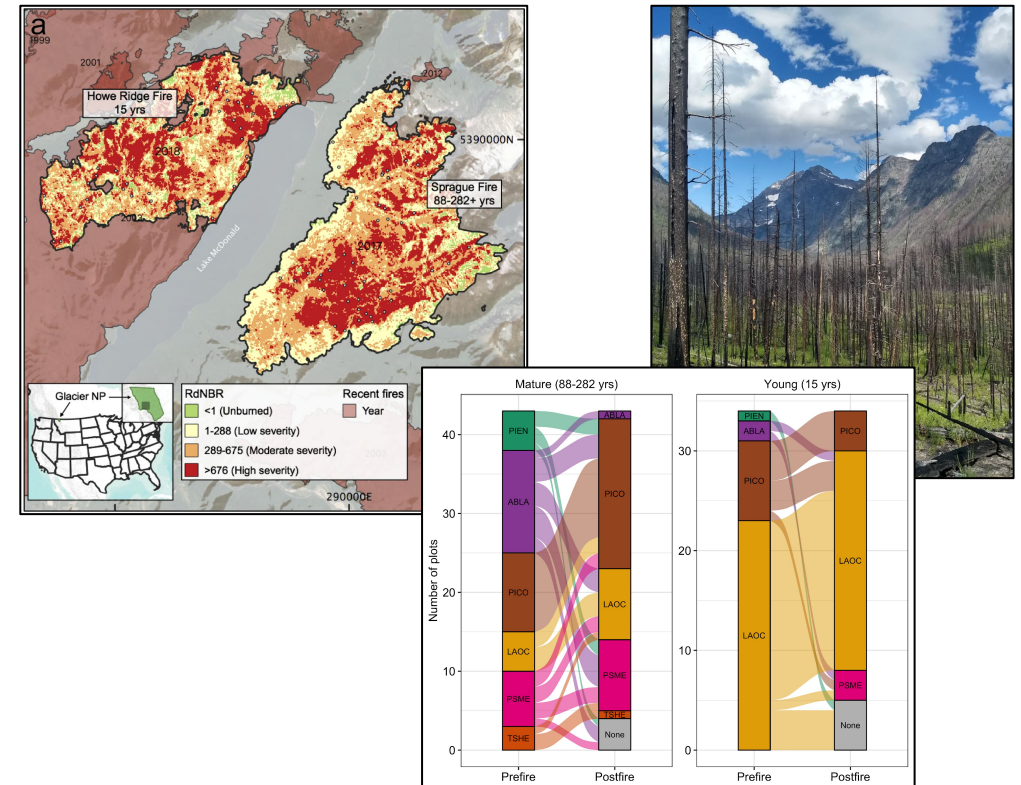 a
1999
2001
2012
Howe Ridge Fire
15 yrs
5390000N
2018
Sprague Fire
88-282+ yrs
2017
Lake McDonald
Glacier NP
RdNBR
<1 (Unburned)
1-288 (Low severity)
289-675 (Moderate severity)
>676 (High severity)
Recent fires
Year
2003
290000E
Mature (88-282 yrs)
Young (15 yrs)
Number of plots
40
30
20
10
0
PIEN
ABLA
PICO
LAOC
PSME
TSHE
ABLA
PICO
LAOC
PSME
TSHE
None
Prefire
Postfire
30
20
10
0
PIEN
ABLA
PICO
LAOC
PICO
LAOC
PSME
None
Prefire
Postfire